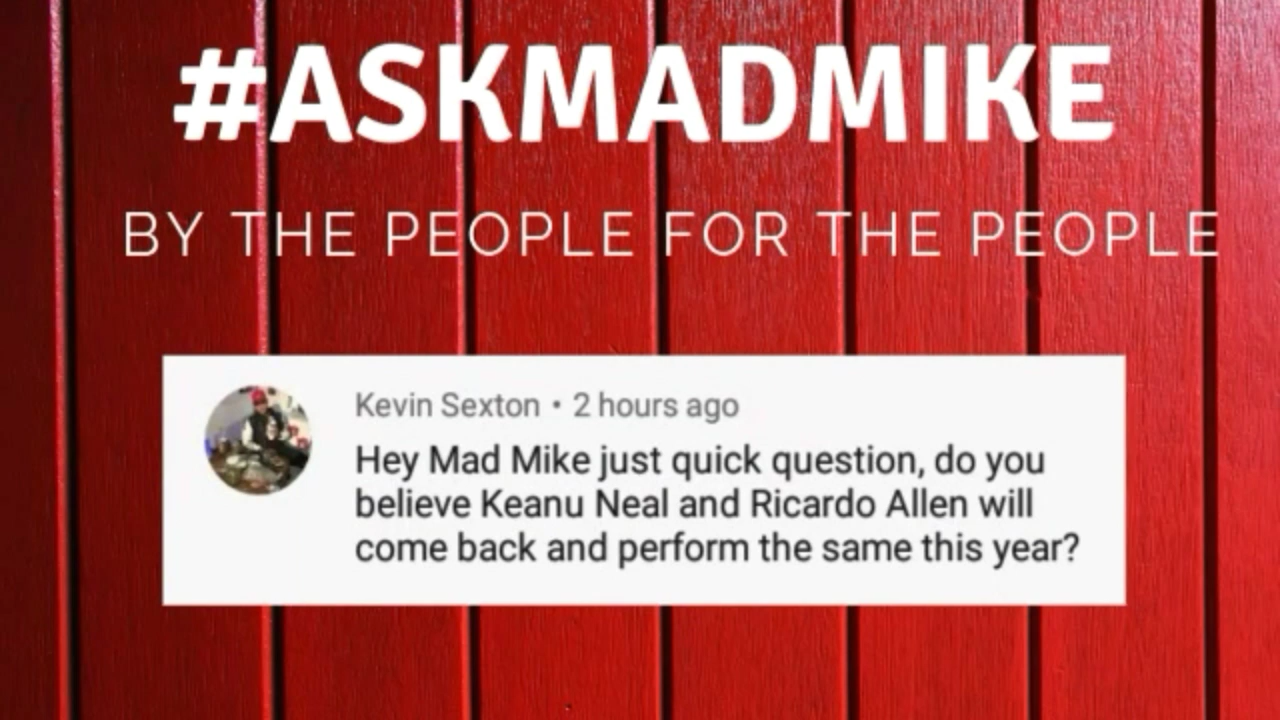 #ASKMADMIKE
BY THE PEOPLE FOR THE PEOPLE
Kevin Sexton • 2 hours ago
Hey Mad Mike just quick question, do you
believe Keanu Neal and Ricardo Allen will
come back and perform the same this year?